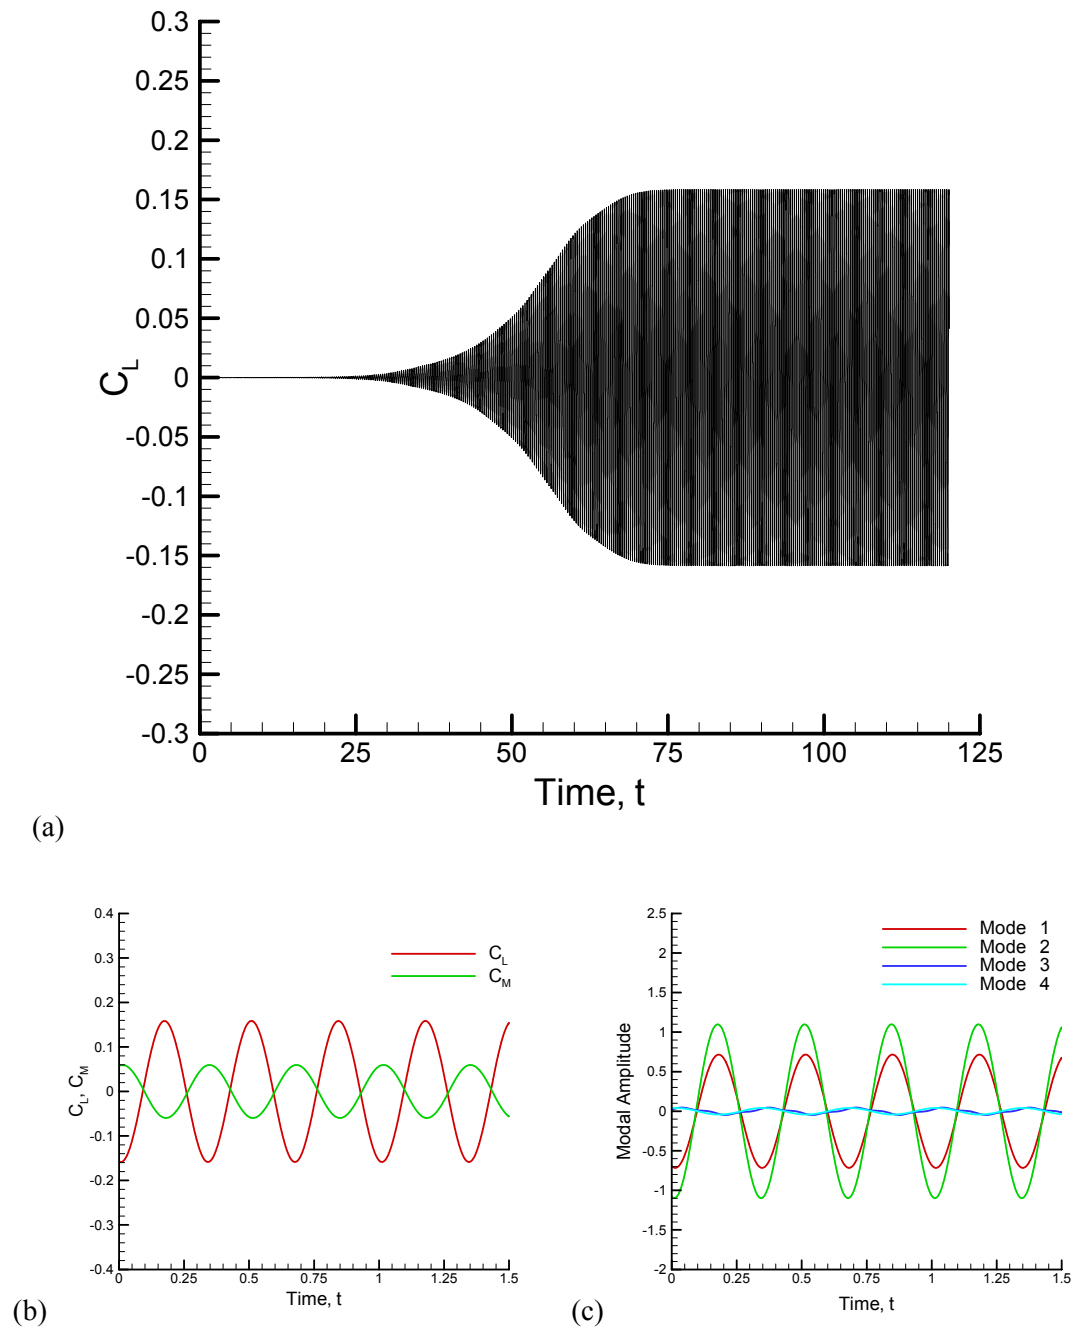 0.3
0.25
0.2
0.15
0.1
0.05
0
-0.05
-0.1
-0.15
-0.2
-0.25
-0.3
C_L
0 25 50 75 100 125
Time, t
(a)
0.4
0.3
0.2
0.1
0
-0.1
-0.2
-0.3
-0.4
C_L, C_M
C_L
C_M
0 0.25 0.5 0.75 1 1.25 1.5
Time, t
(b)
2.5
2
1.5
1
0.5
0
-0.5
-1
-1.5
-2
Modal Amplitude
Mode 1
Mode 2
Mode 3
Mode 4
0 0.25 0.5 0.75 1 1.25 1.5
Time, t
(c)